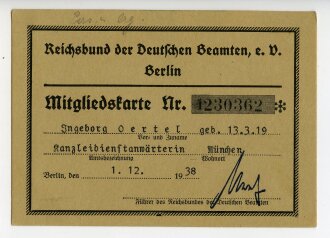 Reichsbund der Deutschen Beamten, e. V.
Berlin
Mitgliedskarte Nr. 1230362 *
Ingeborg Oertel geb. 13.3.19
Vor- und Zuname
Kanzleidienstanwärterin München
Amtsbezeichnung Wohnort
Berlin, den 1. 12. 1938
Führer des Reichsbundes der Deutschen Beamten